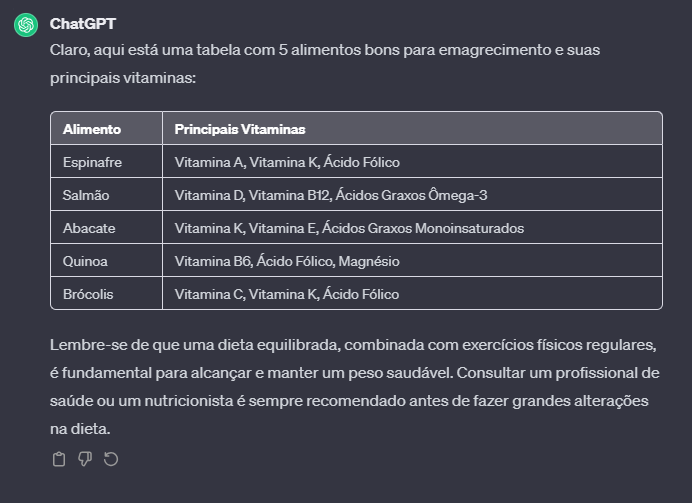 ChatGPT
Claro, aqui está uma tabela com 5 alimentos bons para emagrecimento e suas
principais vitaminas:
Alimento Principais Vitaminas
Espinafre Vitamina A, Vitamina K, Ácido Fólico
Salmão Vitamina D, Vitamina B12, Ácidos Graxos Ômega-3
Abacate Vitamina K, Vitamina E, Ácidos Graxos Monoinsaturados
Quinoa Vitamina B6, Ácido Fólico, Magnésio
Brócolis Vitamina C, Vitamina K, Ácido Fólico
Lembre-se de que uma dieta equilibrada, combinada com exercícios físicos regulares,
é fundamental para alcançar e manter um peso saudável. Consultar um profissional de
saúde ou um nutricionista é sempre recomendado antes de fazer grandes alterações
na dieta.